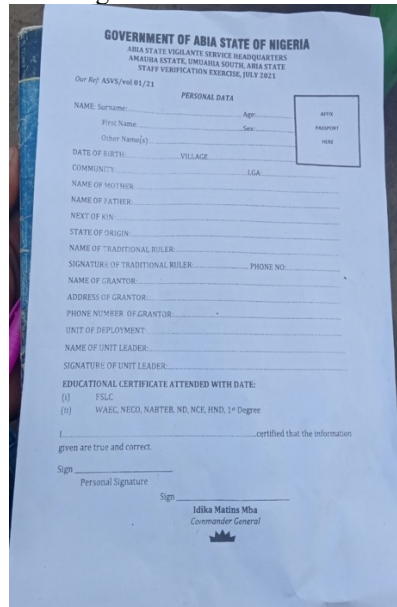 GOVERNMENT OF ABIA STATE OF NIGERIA
ABIA STATE VIGILANTE SERVICE HEADQUARTERS
AMAUBA ESTATE, UMUAHIA SOUTH, ABIA STATE
STAFF VERIFICATION EXERCISE, JULY 2021
Our Ref: ASVS/vol 01/21
PERSONAL DATA
NAME: Surname: Age:
First Name: Sex:
Other Name(s)
AFFIX
PASSPORT
HERE
DATE OF BIRTH: VILLAGE
COMMUNITY: LGA:
NAME OF MOTHER:
NAME OF FATHER:
NEXT OF KIN:
STATE OF ORIGIN:
NAME OF TRADITIONAL RULER:
SIGNATURE OF TRADITIONAL RULER: PHONE NO:
NAME OF GRANTOR:
ADDRESS OF GRANTOR:
PHONE NUMBER OF GRANTOR:
UNIT OF DEPLOYMENT:
NAME OF UNIT LEADER:
SIGNATURE OF UNIT LEADER:
EDUCATIONAL CERTIFICATE ATTENDED WITH DATE:
(i) FSLC
(ii) WAEC, NECO, NABTEB, ND, NCE, HND, 1st Degree
I certified that the information
given are true and correct.
Sign
Personal Signature
Sign
Idika Matins Mba
Commander General